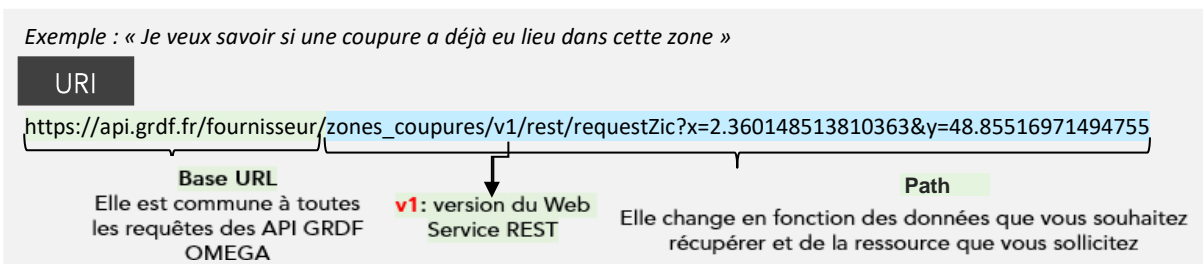 Exemple : « Je veux savoir si une coupure a déjà eu lieu dans cette zone »
URI
https://api.grdf.fr/fournisseur/zones_coupures/v1/rest/requestZic?x=2.360148513810363&y=48.85516971494755
Base URL
Elle est commune à toutes
les requêtes des API GRDF
OMEGA
v1: version du Web
Service REST
Path
Elle change en fonction des données que vous souhaitez
récupérer et de la ressource que vous sollicitez